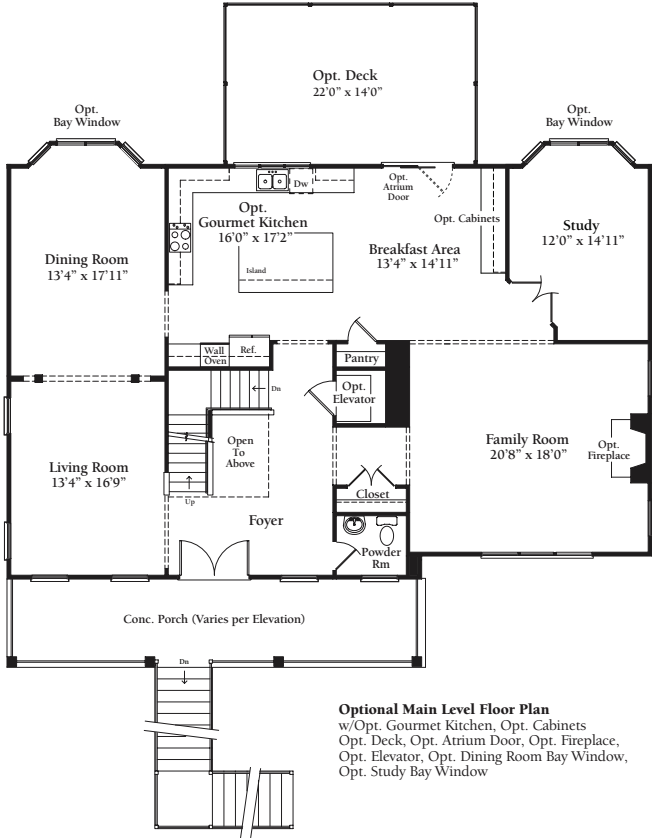 Opt. Deck
22'0" x 14'0"
Opt.
Bay Window
Opt.
Bay Window
Dw
Opt.
Atrium
Door
Opt.
Gourmet Kitchen
16'0" x 17'2"
Opt. Cabinets
Study
12'0" x 14'11"
Dining Room
13'4" x 17'11"
Breakfast Area
13'4" x 14'11"
Island
Wall
Oven
Ref.
Pantry
Dn
Opt.
Elevator
Open
To
Above
Family Room
20'8" x 18'0"
Opt.
Fireplace
Living Room
13'4" x 16'9"
Up
Closet
Foyer
Powder
Rm
Conc. Porch (Varies per Elevation)
Dn
Optional Main Level Floor Plan
w/Opt. Gourmet Kitchen, Opt. Cabinets
Opt. Deck, Opt. Atrium Door, Opt. Fireplace,
Opt. Elevator, Opt. Dining Room Bay Window,
Opt. Study Bay Window